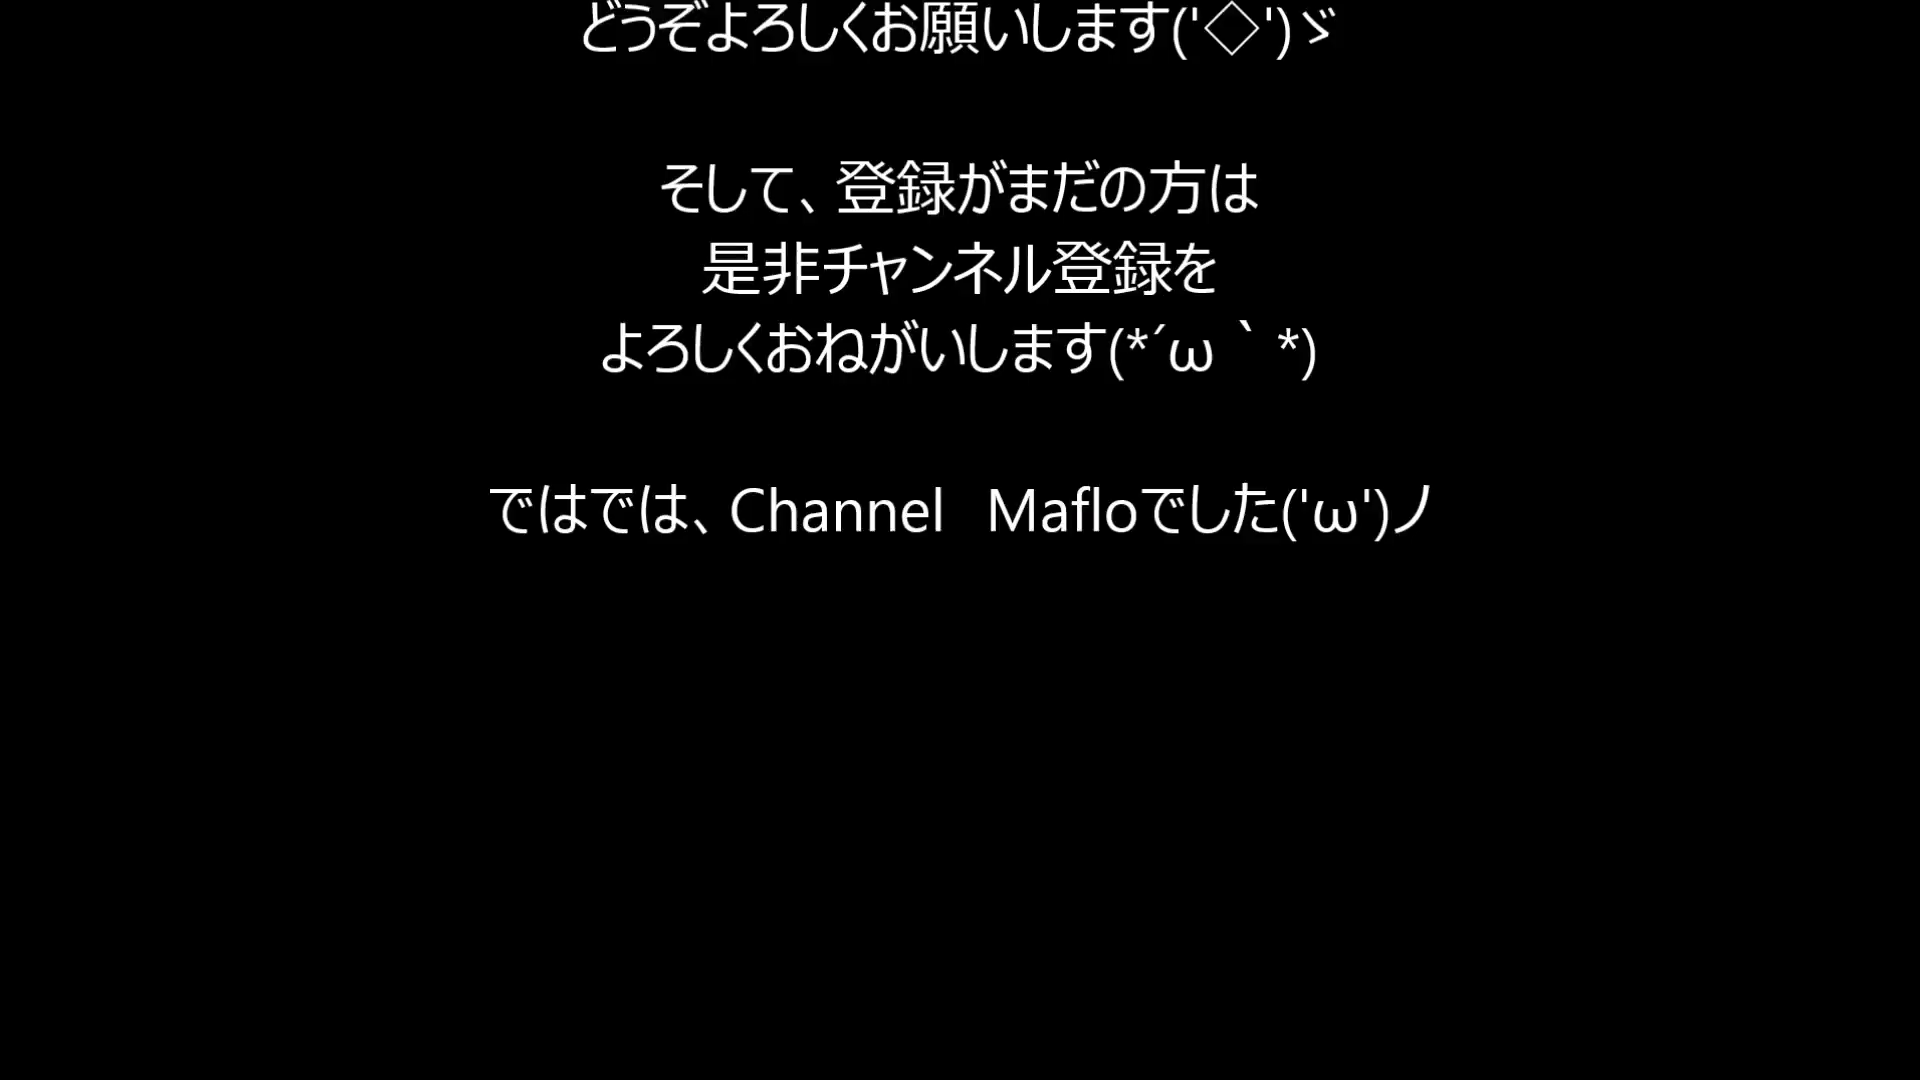 どうぞよろしくお願いします('◇')ゞ
そして、登録がまだの方は
是非チャンネル登録を
よろしくおねがいします(*´ω｀*)
ではでは、Channel　Mafloでした('ω')ノ